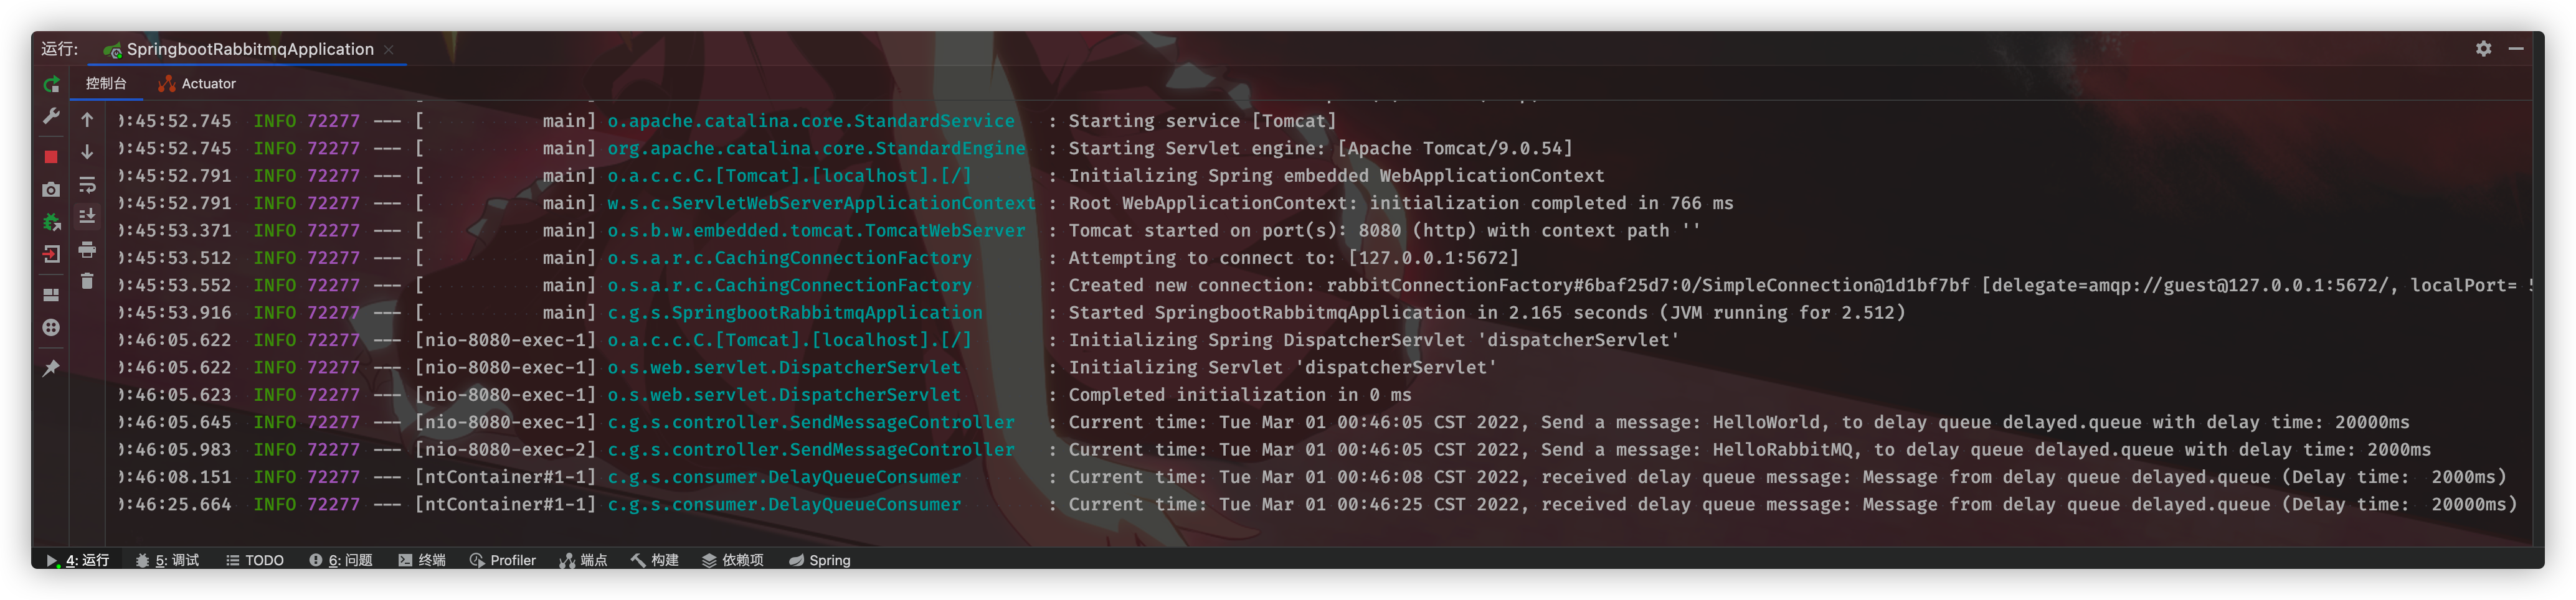 运行: SpringbootRabbitmqApplication
控制台 Actuator
:45:52.745 INFO 72277 --- [ main] o.apache.catalina.core.StandardService : Starting service [Tomcat]
:45:52.745 INFO 72277 --- [ main] org.apache.catalina.core.StandardEngine : Starting Servlet engine: [Apache Tomcat/9.0.54]
:45:52.791 INFO 72277 --- [ main] o.a.c.c.C.[Tomcat].[localhost].[/] : Initializing Spring embedded WebApplicationContext
:45:52.791 INFO 72277 --- [ main] w.s.c.ServletWebServerApplicationContext : Root WebApplicationContext: initialization completed in 766 ms
:45:53.371 INFO 72277 --- [ main] o.s.b.w.embedded.tomcat.TomcatWebServer : Tomcat started on port(s): 8080 (http) with context path ''
:45:53.512 INFO 72277 --- [ main] o.s.a.r.c.CachingConnectionFactory : Attempting to connect to: [127.0.0.1:5672]
:45:53.552 INFO 72277 --- [ main] o.s.a.r.c.CachingConnectionFactory : Created new connection: rabbitConnectionFactory#6baf25d7:0/SimpleConnection@1d1bf7bf [delegate=amqp://guest@127.0.0.1:5672/, localPort=
:45:53.916 INFO 72277 --- [ main] c.g.s.SpringbootRabbitmqApplication : Started SpringbootRabbitmqApplication in 2.165 seconds (JVM running for 2.512)
:46:05.622 INFO 72277 --- [nio-8080-exec-1] o.a.c.c.C.[Tomcat].[localhost].[/] : Initializing Spring DispatcherServlet 'dispatcherServlet'
:46:05.622 INFO 72277 --- [nio-8080-exec-1] o.s.web.servlet.DispatcherServlet : Initializing Servlet 'dispatcherServlet'
:46:05.623 INFO 72277 --- [nio-8080-exec-1] o.s.web.servlet.DispatcherServlet : Completed initialization in 0 ms
:46:05.645 INFO 72277 --- [nio-8080-exec-1] c.g.s.controller.SendMessageController : Current time: Tue Mar 01 00:46:05 CST 2022, Send a message: HelloWorld, to delay queue delayed.queue with delay time: 20000ms
:46:05.983 INFO 72277 --- [nio-8080-exec-2] c.g.s.controller.SendMessageController : Current time: Tue Mar 01 00:46:05 CST 2022, Send a message: HelloRabbitMQ, to delay queue delayed.queue with delay time: 2000ms
:46:08.151 INFO 72277 --- [ntContainer#1-1] c.g.s.consumer.DelayQueueConsumer : Current time: Tue Mar 01 00:46:08 CST 2022, received delay queue message: Message from delay queue delayed.queue (Delay time: 2000ms)
:46:25.664 INFO 72277 --- [ntContainer#1-1] c.g.s.consumer.DelayQueueConsumer : Current time: Tue Mar 01 00:46:25 CST 2022, received delay queue message: Message from delay queue delayed.queue (Delay time: 20000ms)
4: 运行 5: 调试 TODO 6: 问题 终端 Profiler 端点 构建 依赖项 Spring